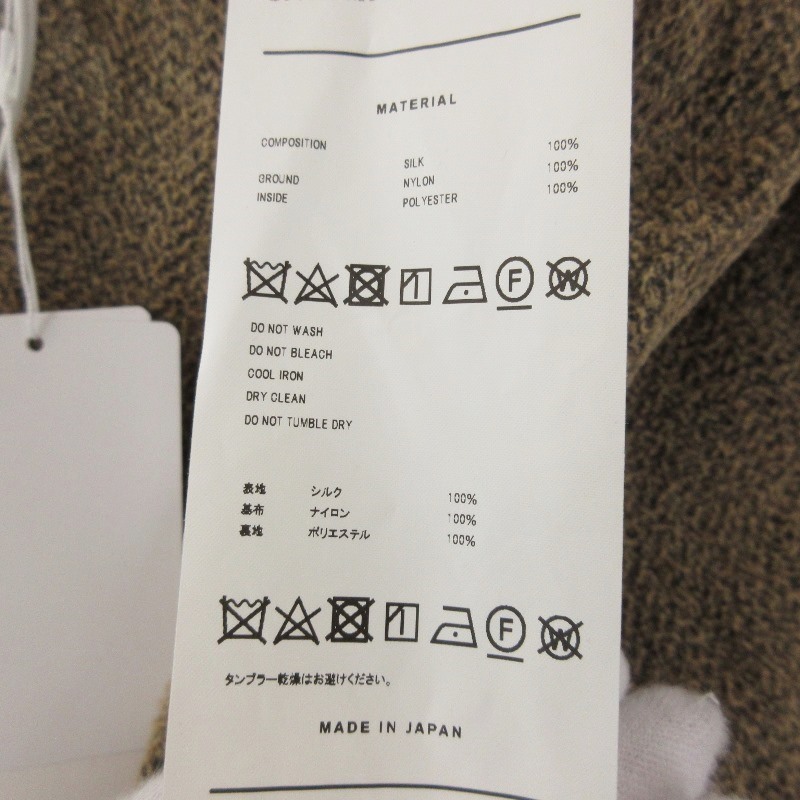 MATERIAL
COMPOSITION SILK 100%
GROUND NYLON 100%
INSIDE POLYESTER 100%
F W
DO NOT WASH
DO NOT BLEACH
COOL IRON
DRY CLEAN
DO NOT TUMBLE DRY
表地 シルク 100%
基布 ナイロン 100%
裏地 ポリエステル 100%
F W
タンブラー乾燥はお避けください。
MADE IN JAPAN